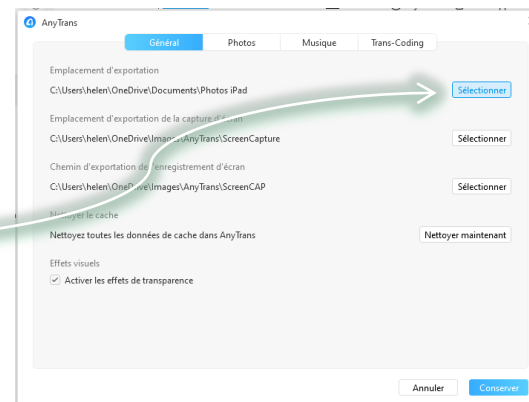 AnyTrans
Général Photos Musique Trans-Coding
Emplacement d'exportation
C:\Users\helen\OneDrive\Documents\Photos iPad Sélectionner
Emplacement d'exportation de la capture d'écran
C:\Users\helen\OneDrive\Images\AnyTrans\ScreenCapture Sélectionner
Chemin d'exportation de l'enregistrement d'écran
C:\Users\helen\OneDrive\Images\AnyTrans\ScreenCAP Sélectionner
Nettoyer le cache
Nettoyez toutes les données de cache dans AnyTrans Nettoyer maintenant
Effets visuels
Activer les effets de transparence
Annuler Conserver